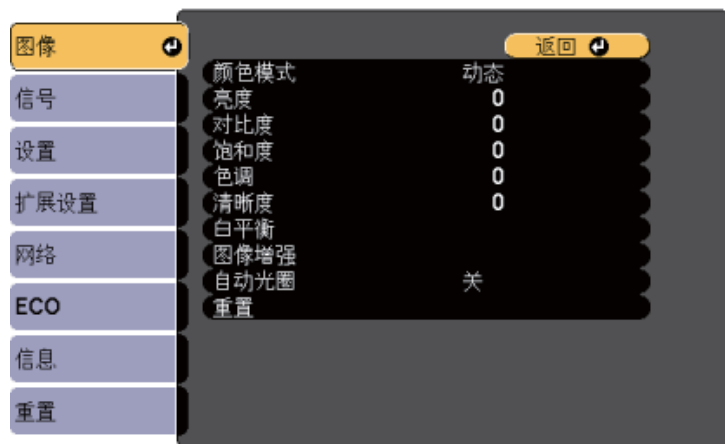 图像
信号
设置
扩展设置
网络
ECO
信息
重置
返回
颜色模式 动态
亮度 0
对比度 0
饱和度 0
色调 0
清晰度 0
白平衡
图像增强
自动光圈 关
重置